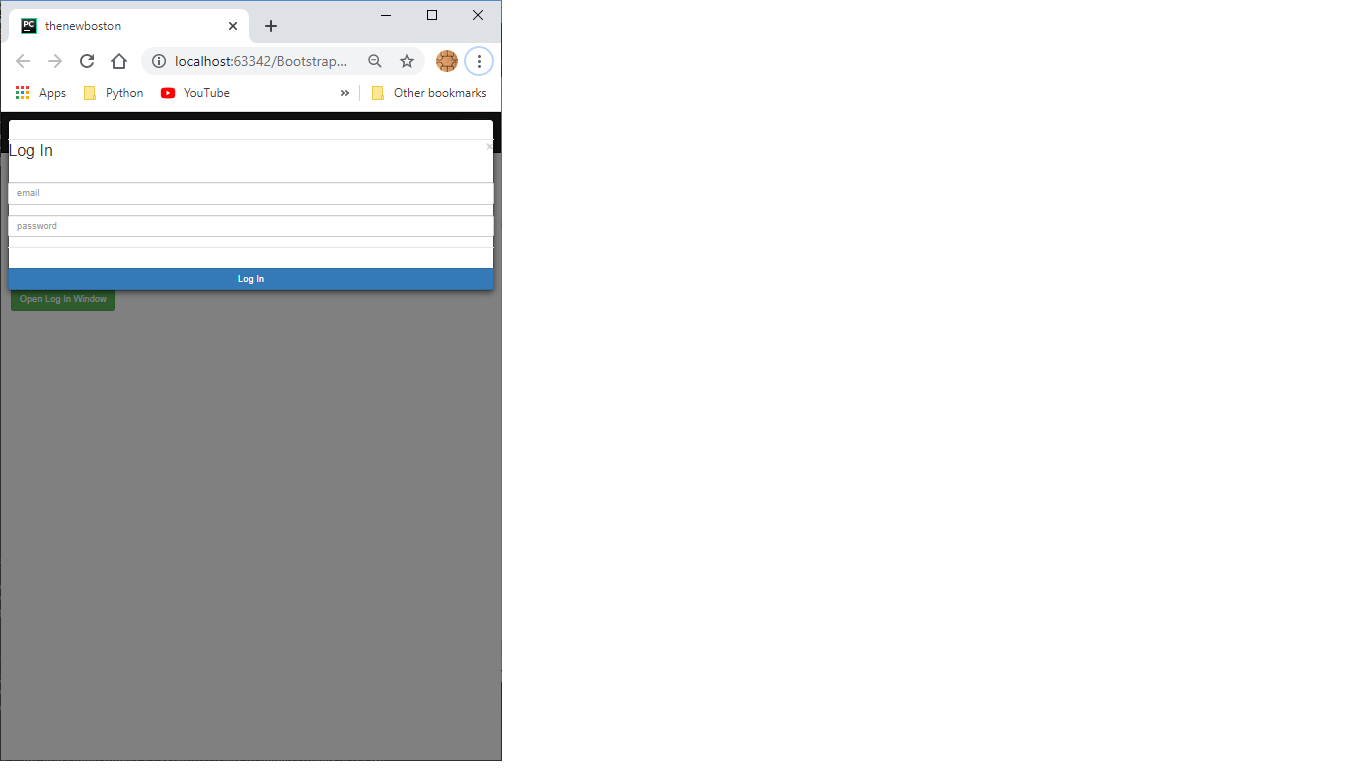 PC thenewboston
localhost:63342/Bootstrap...
Apps Python YouTube » Other bookmarks
Log In ×
email
password
Log In
Open Log In Window